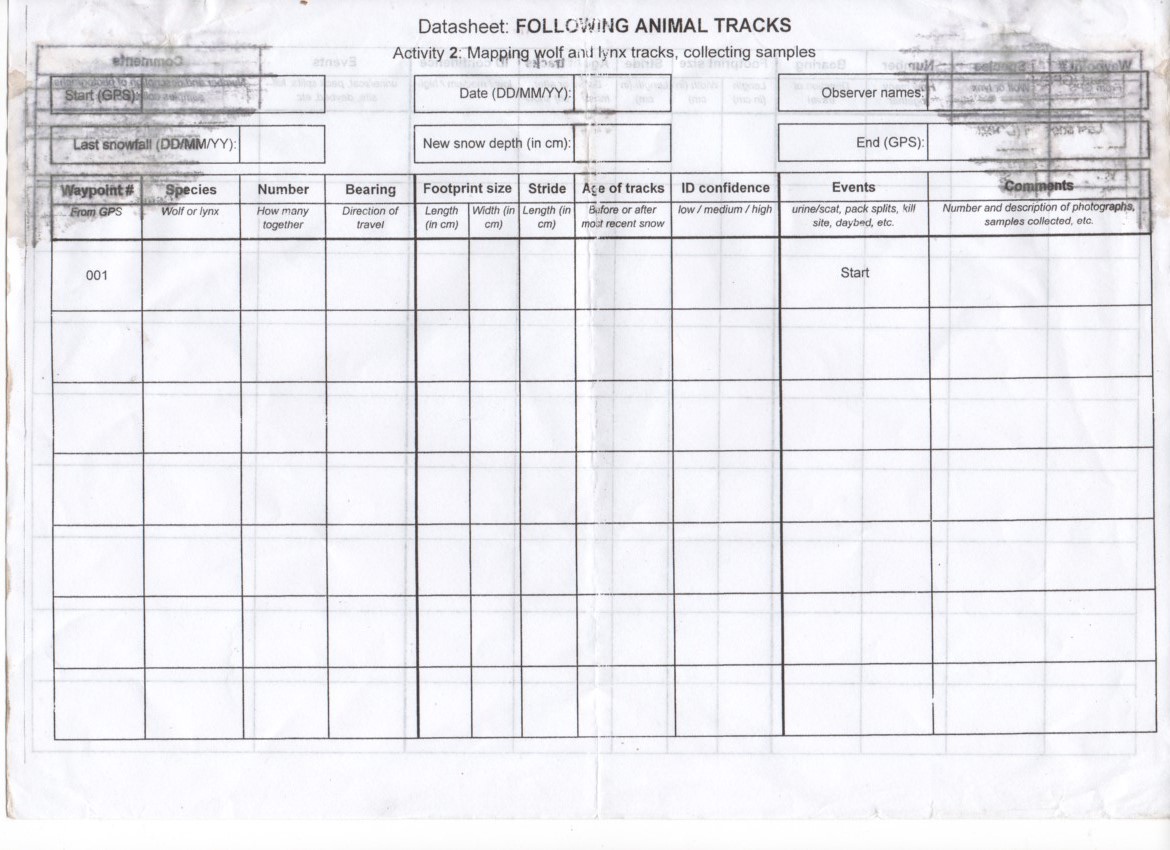 Datasheet: FOLLOWING ANIMAL TRACKS
Activity 2: Mapping wolf and lynx tracks, collecting samples
Start (GPS): Date (DD/MM/YY): Observer names:
Last snowfall (DD/MM/YY): New snow depth (in cm): End (GPS):
Waypoint # Species Number Bearing Footprint size Stride Age of tracks ID confidence Events Comments
From GPS Wolf or lynx How many Direction of Length Width (in Length (in Before or after low / medium / high urine/scat, pack splits, kill Number and description of photographs,
together travel (in cm) cm) cm) most recent snow site, daybed, etc. samples collected, etc.
001 Start